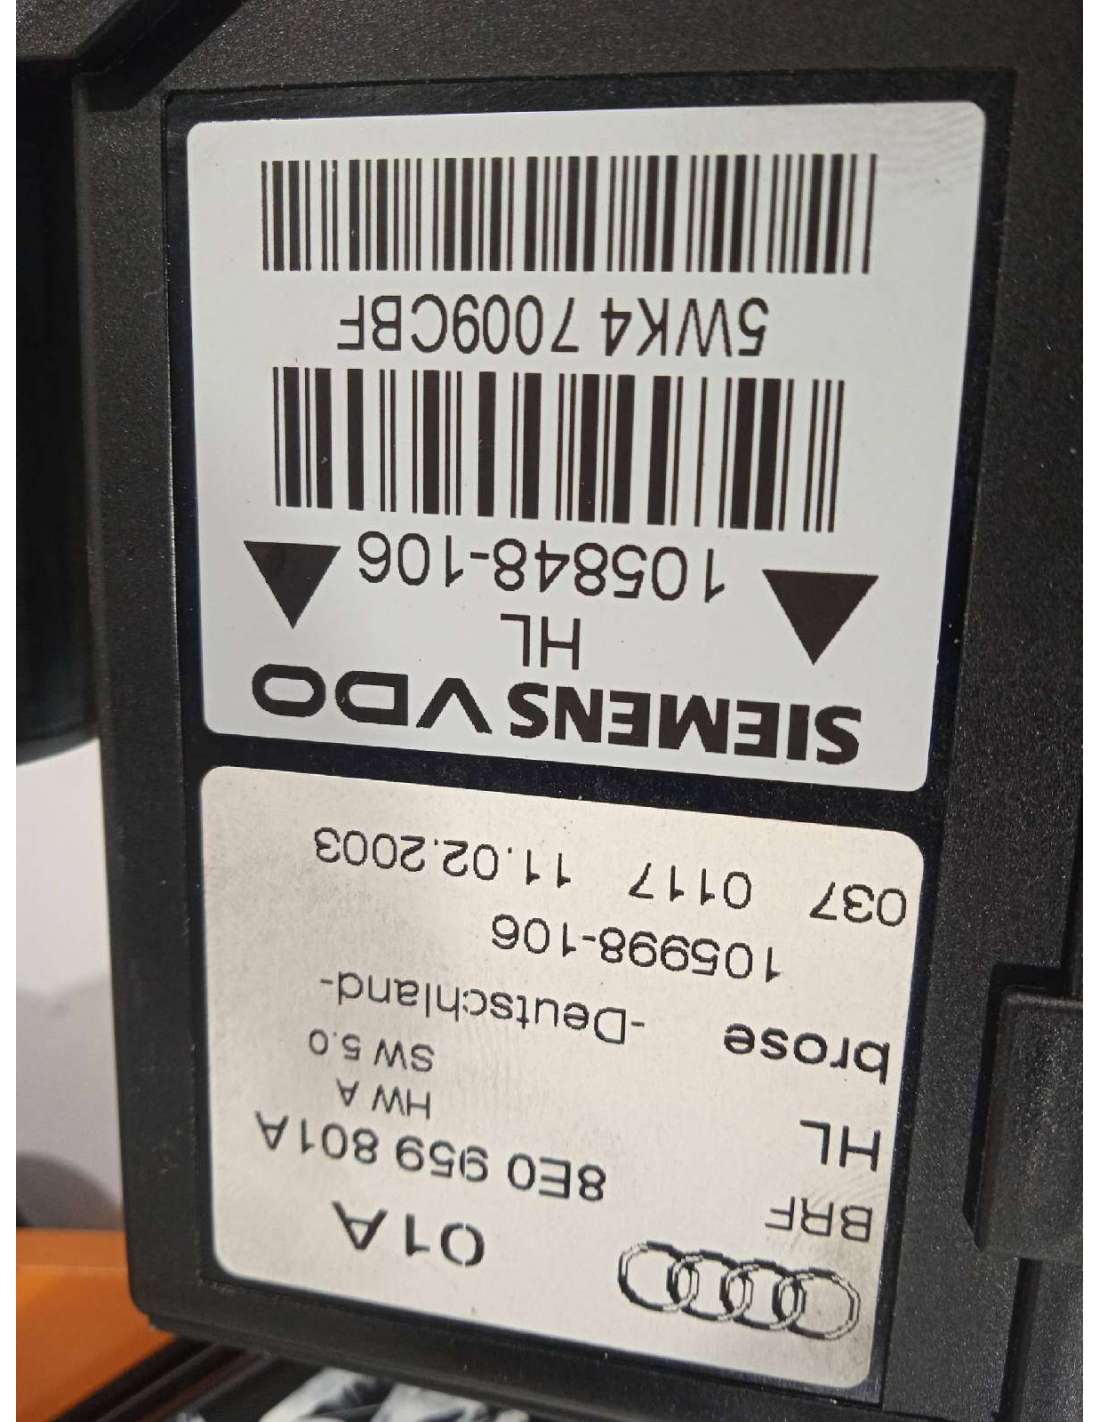 01A
BRF
8E0 959 801A
HL
HW A
SW 5.0
brose -Deutschland-
105998-106
037 0117 11.02.2003
SIEMENS VDO
HL
105848-106
5WK4 7009CBF